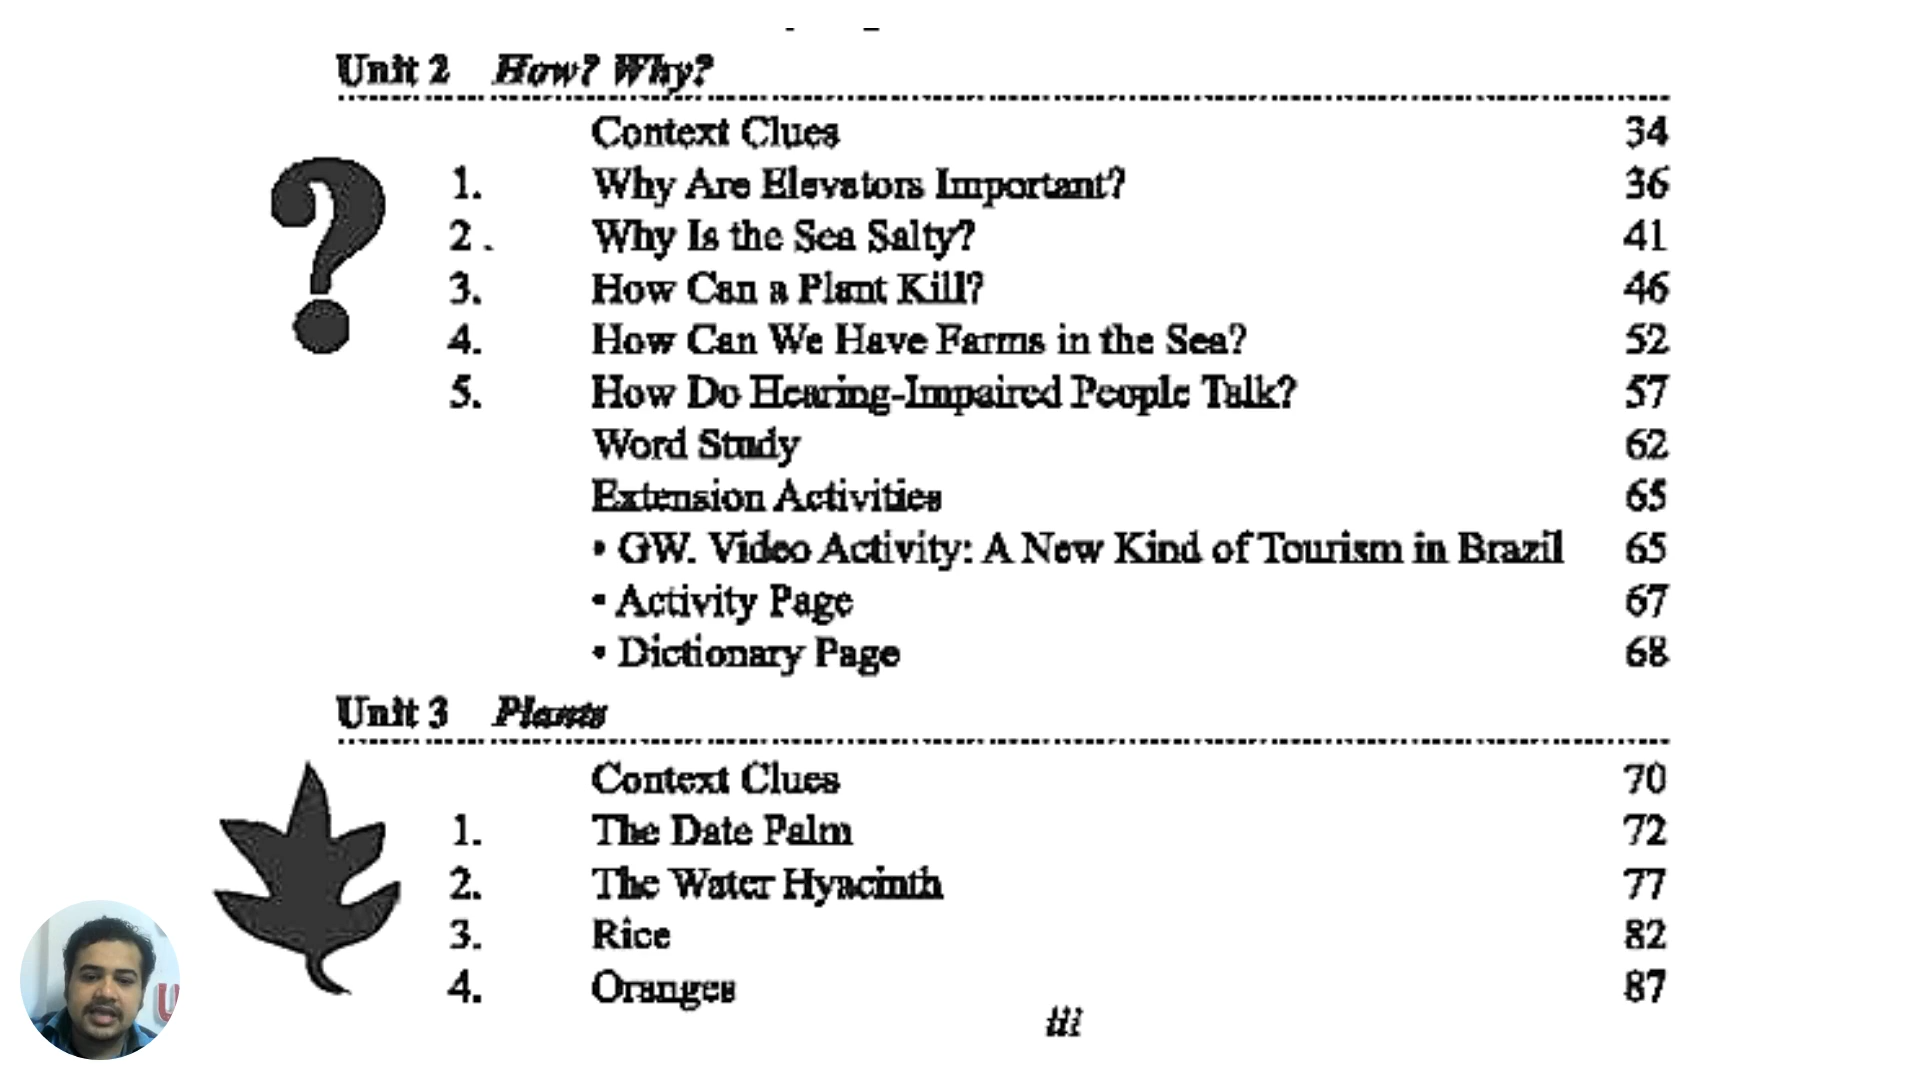 Unit 2 How? Why?
Context Clues 34
1. Why Are Elevators Important? 36
2 . Why Is the Sea Salty? 41
3. How Can a Plant Kill? 46
4. How Can We Have Farms in the Sea? 52
5. How Do Hearing-Impaired People Talk? 57
Word Study 62
Extension Activities 65
• GW. Video Activity: A New Kind of Tourism in Brazil 65
• Activity Page 67
• Dictionary Page 68
Unit 3 Plants
Context Clues 70
1. The Date Palm 72
2. The Water Hyacinth 77
3. Rice 82
4. Oranges 87
iii